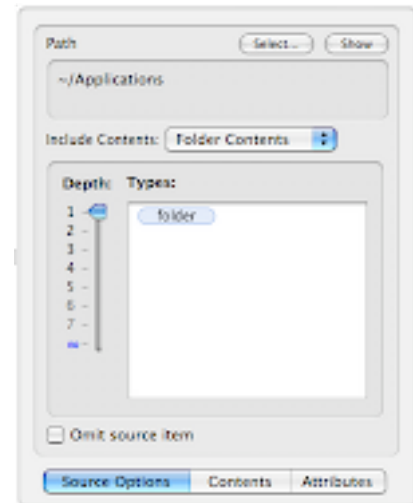 Path Select... Show
~/Applications
Include Contents: Folder Contents
Depth: Types:
1 folder
2
3
4
5
6
7
∞
Omit source item
Source Options Contents Attributes